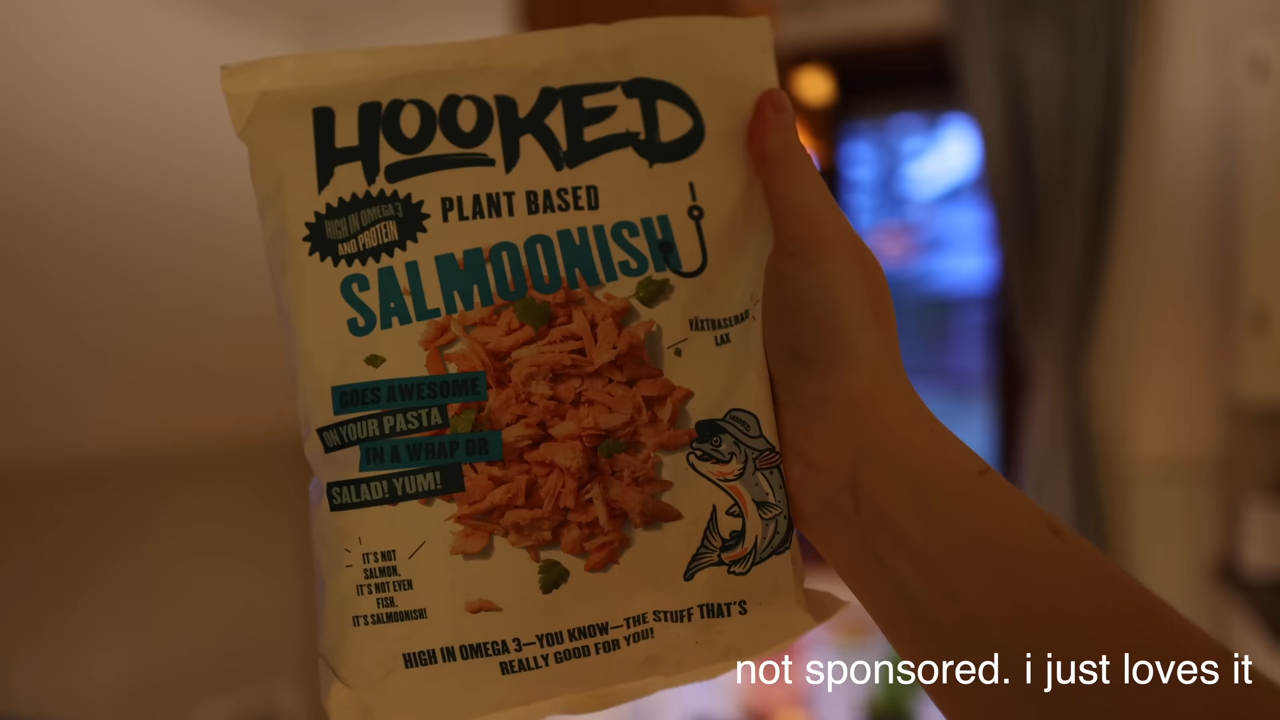 HOOKED
HIGH IN OMEGA 3
AND PROTEIN
PLANT BASED
SALMOONISH
VÄXTBASERAD
LAX
GOES AWESOME
ON YOUR PASTA
IN A WRAP OR
SALAD! YUM!
HOOKED
IT'S NOT
SALMON,
IT'S NOT EVEN
FISH.
IT'S SALMOONISH!
HIGH IN OMEGA 3—YOU KNOW—THE STUFF THAT'S
REALLY GOOD FOR YOU!
not sponsored. i just loves it